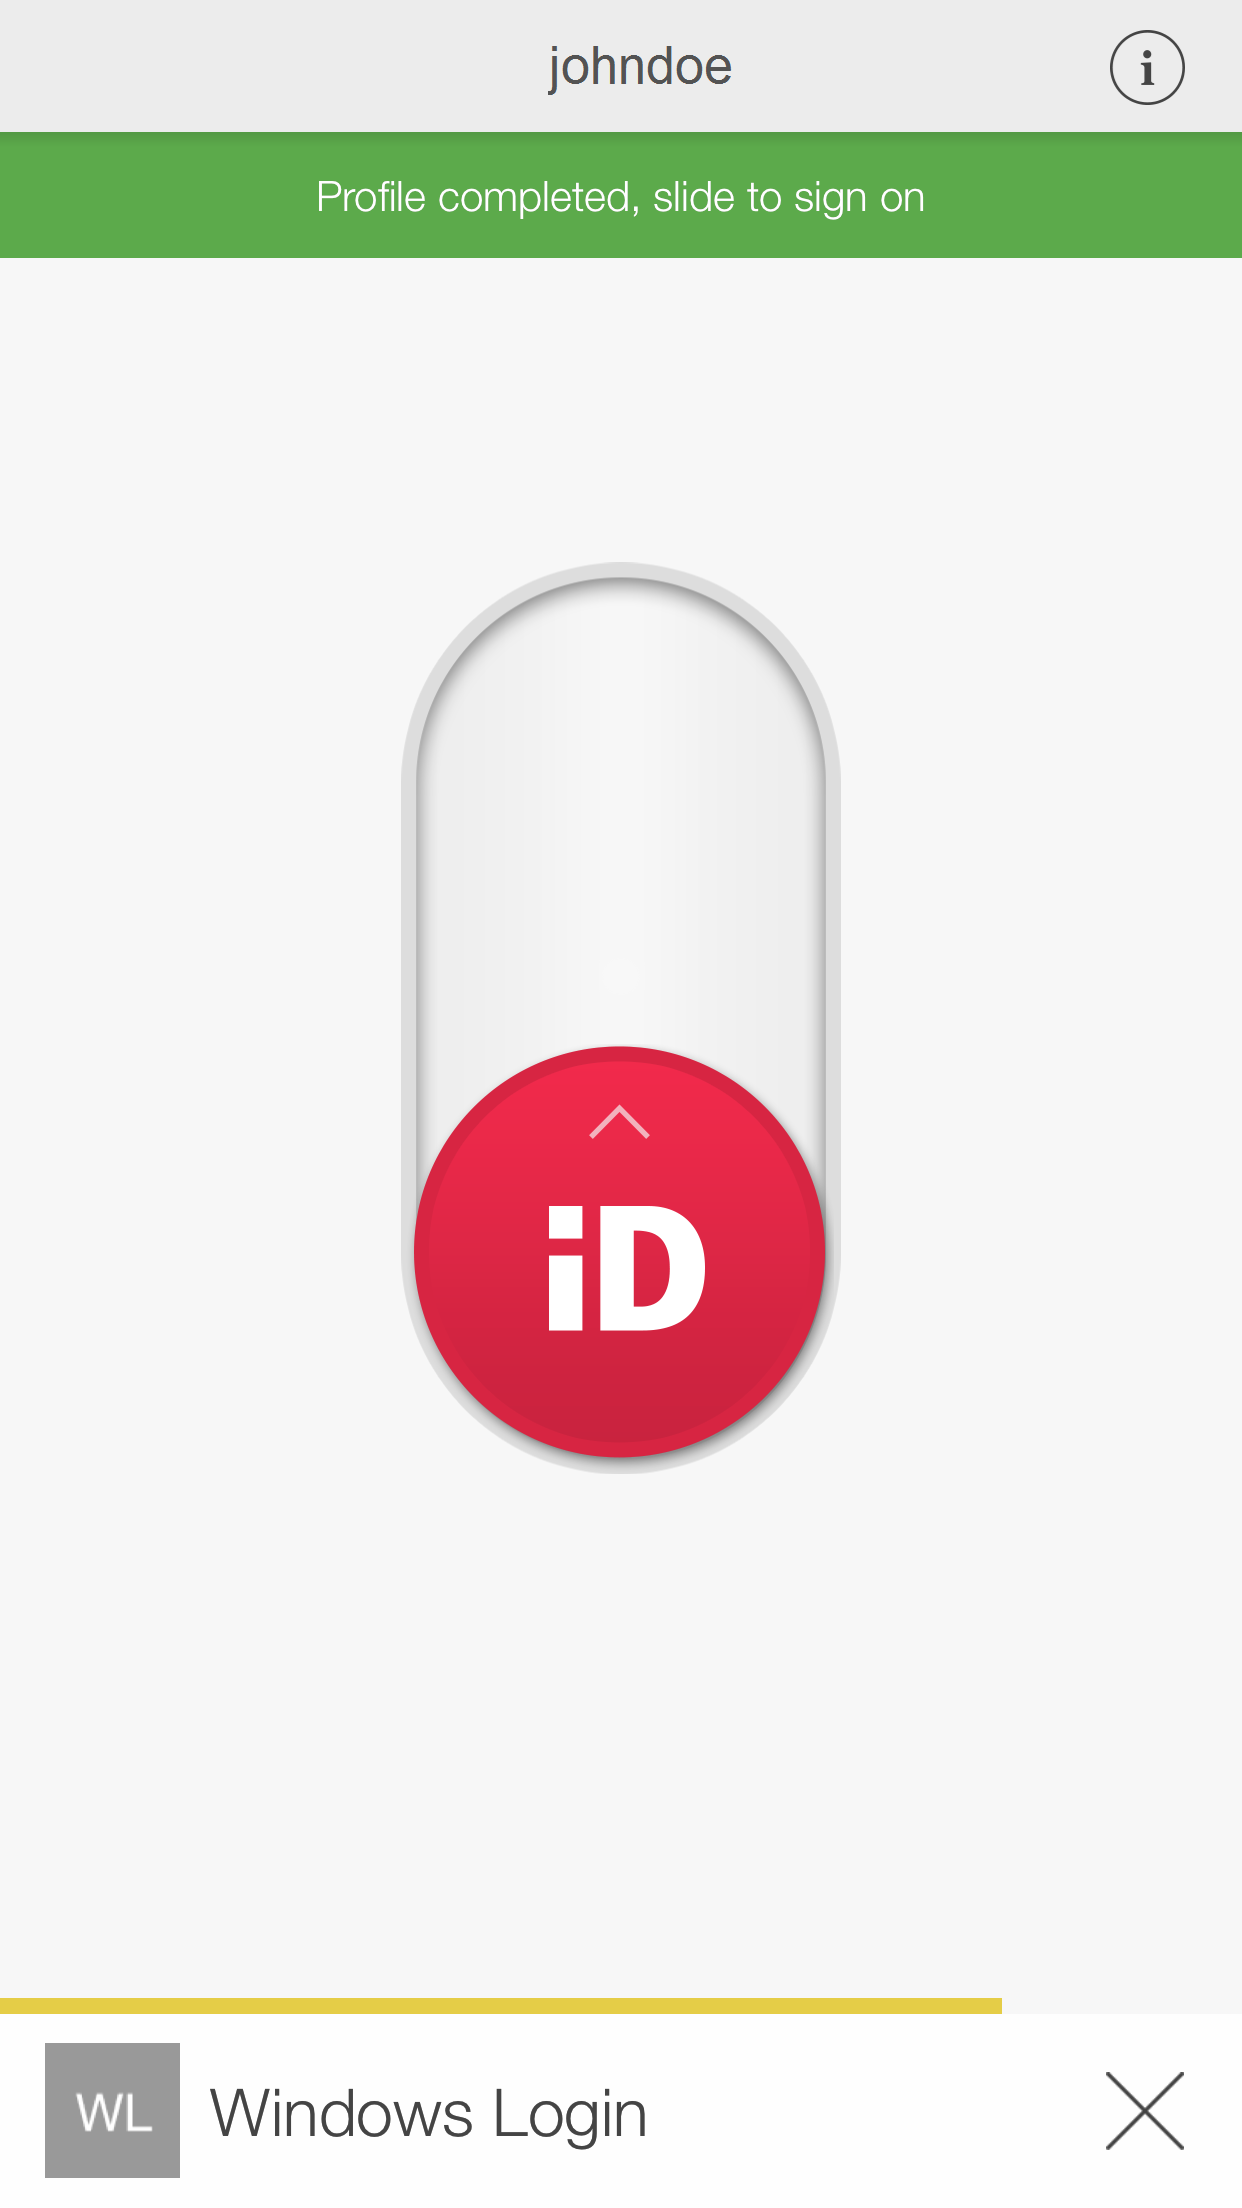 johndoe
i
Profile completed, slide to sign on
iD
WL
Windows Login